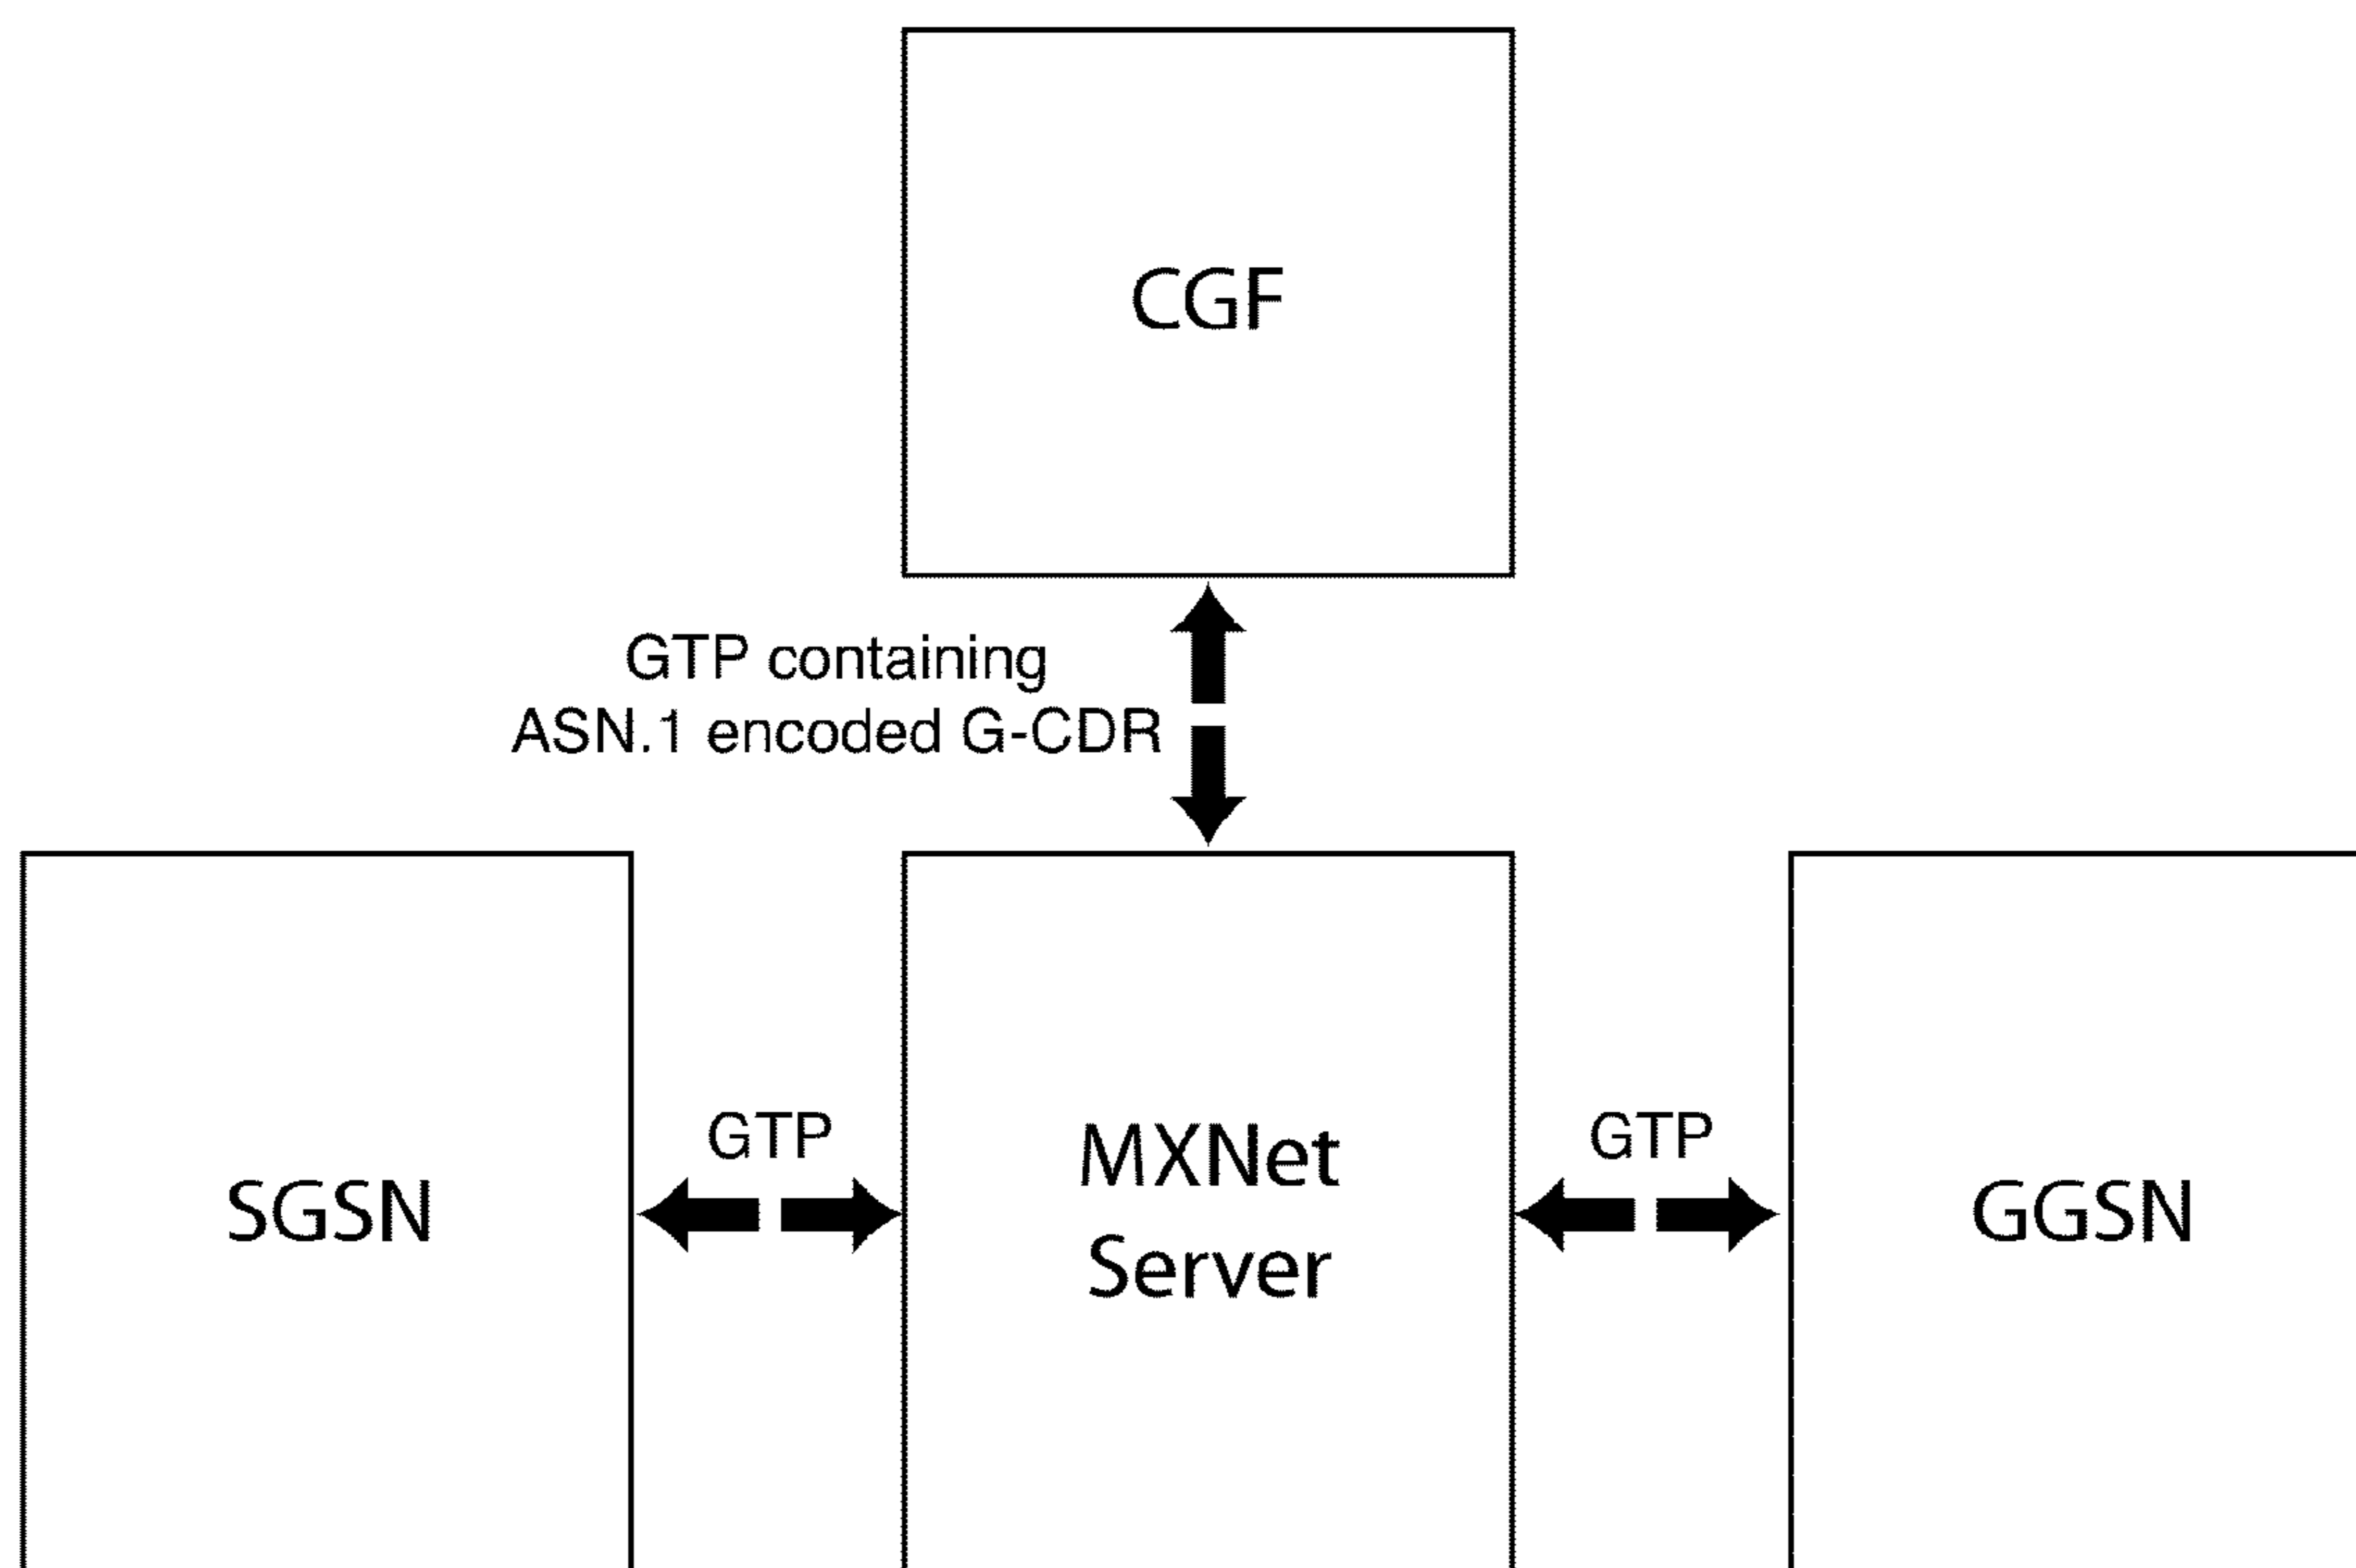 CGF
GTP containing
ASN.1 encoded G-CDR
SGSN
GTP
MXNet
Server
GTP
GGSN